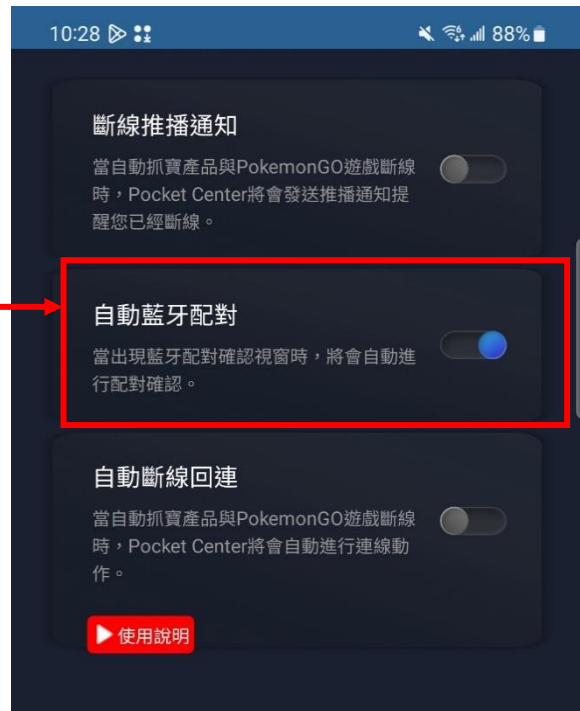 10:28 88%
斷線推播通知
當自動抓寶產品與PokemonGO遊戲斷線
時，Pocket Center將會發送推播通知提
醒您已經斷線。
自動藍牙配對
當出現藍牙配對確認視窗時，將會自動進
行配對確認。
自動斷線回連
當自動抓寶產品與PokemonGO遊戲斷線
時，Pocket Center將會自動進行連線動
作。
使用說明